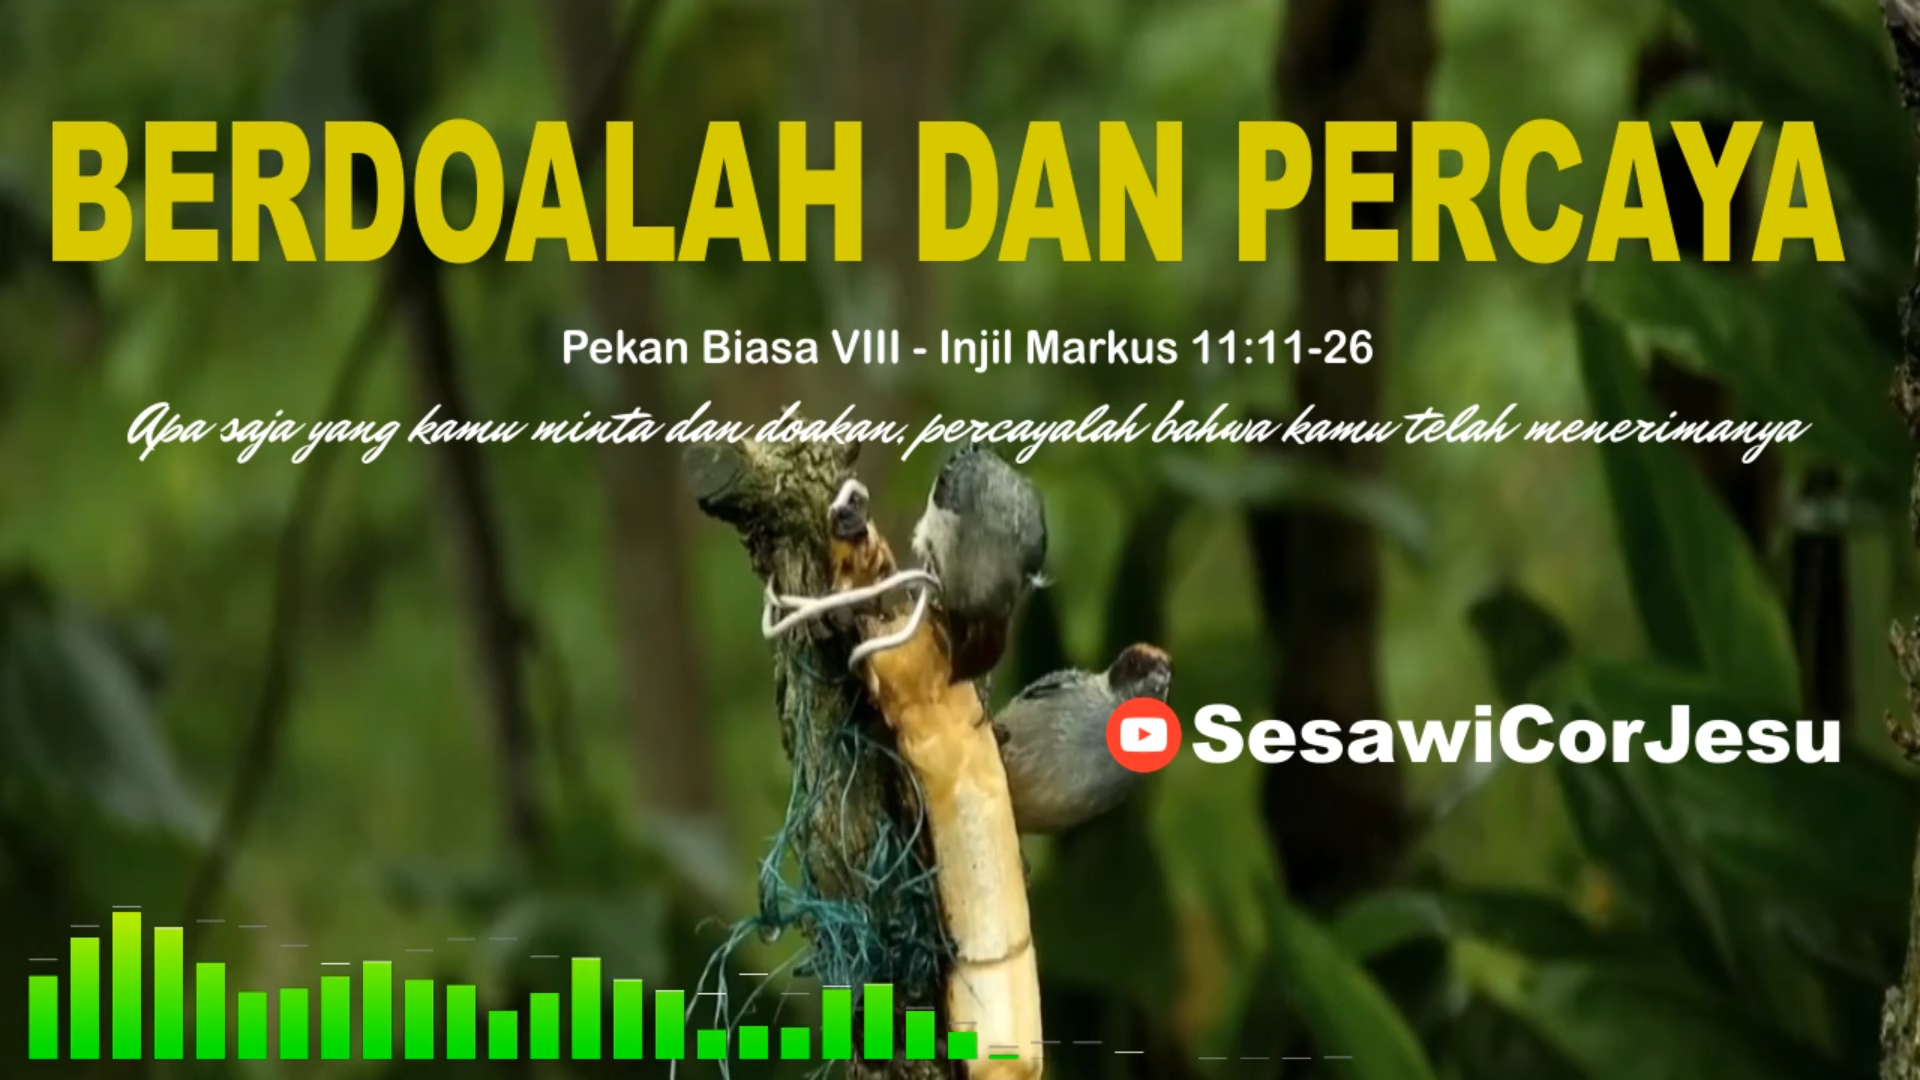 BERDOALAH DAN PERCAYA
Pekan Biasa VIII - Injil Markus 11:11-26
Apa saja yang kamu minta dan doakan, percayalah bahwa kamu telah menerimanya
SesawiCorJesu